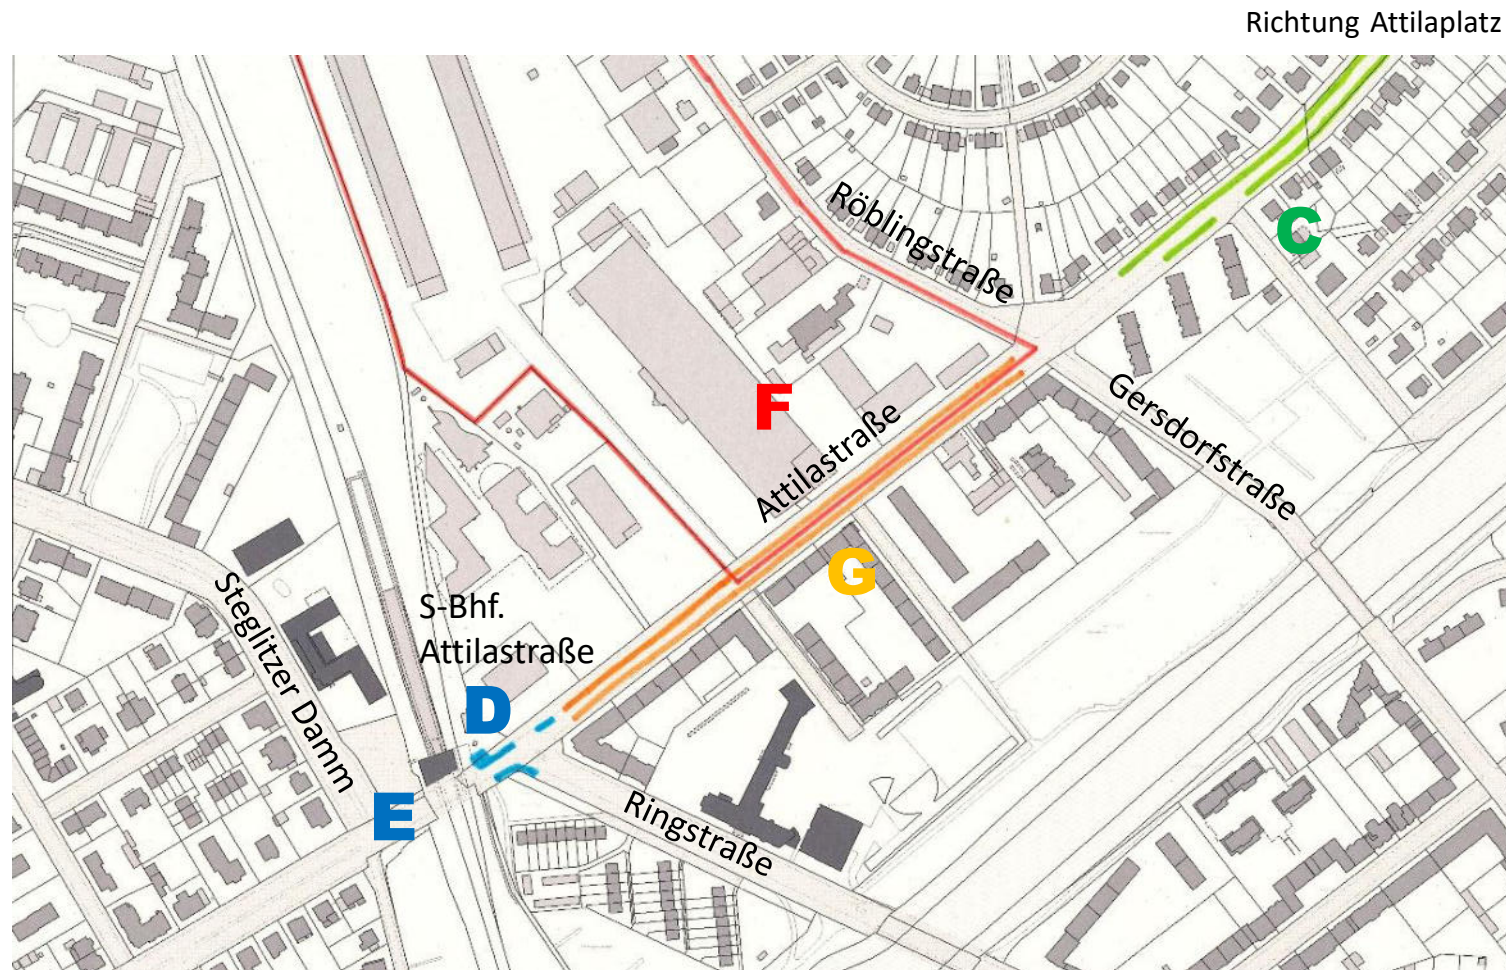 Richtung Attilaplatz
Röblingstraße
C
F
Attilastraße
Gersdorfstraße
G
S-Bhf.
Attilastraße
Steglitzer Damm
D
E
Ringstraße